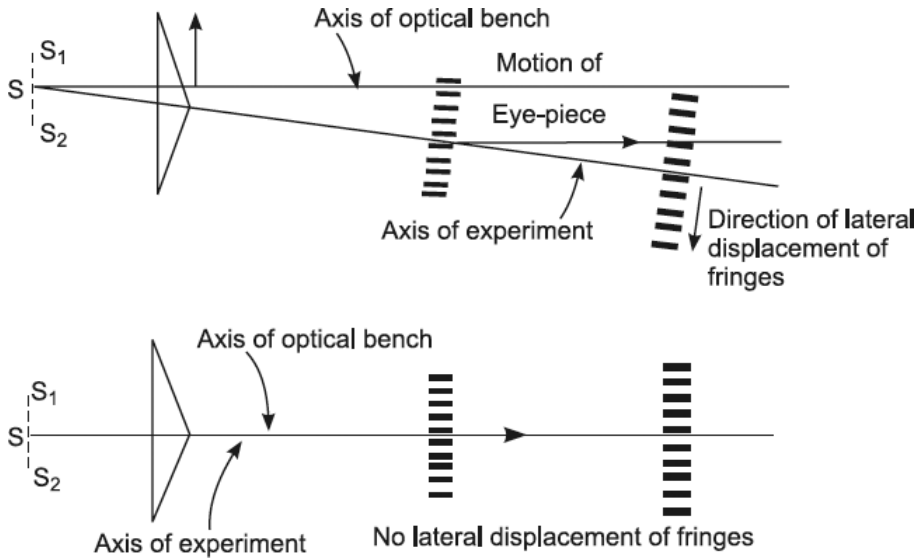 Axis of optical bench
S₁
S
S₂
Motion of
Eye-piece
Axis of experiment
Direction of lateral
displacement of
fringes
Axis of optical bench
S₁
S
S₂
Axis of experiment
No lateral displacement of fringes